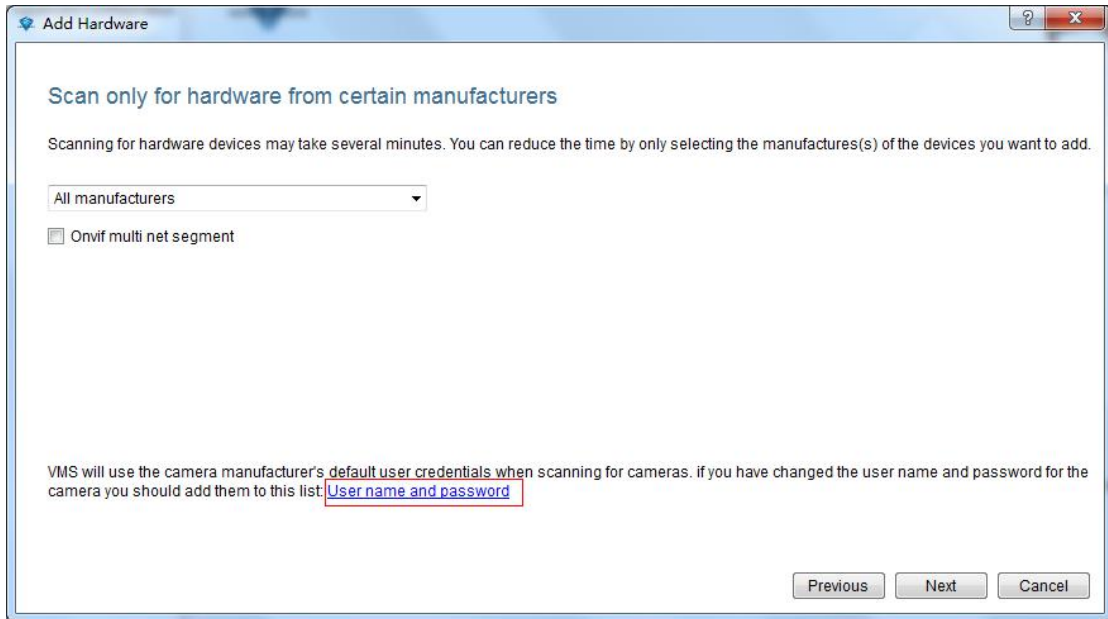 Add Hardware
Scan only for hardware from certain manufacturers
Scanning for hardware devices may take several minutes. You can reduce the time by only selecting the manufactures(s) of the devices you want to add.
All manufacturers
Onvif multi net segment
VMS will use the camera manufacturer's default user credentials when scanning for cameras. if you have changed the user name and password for the
camera you should add them to this list: User name and password
Previous Next Cancel